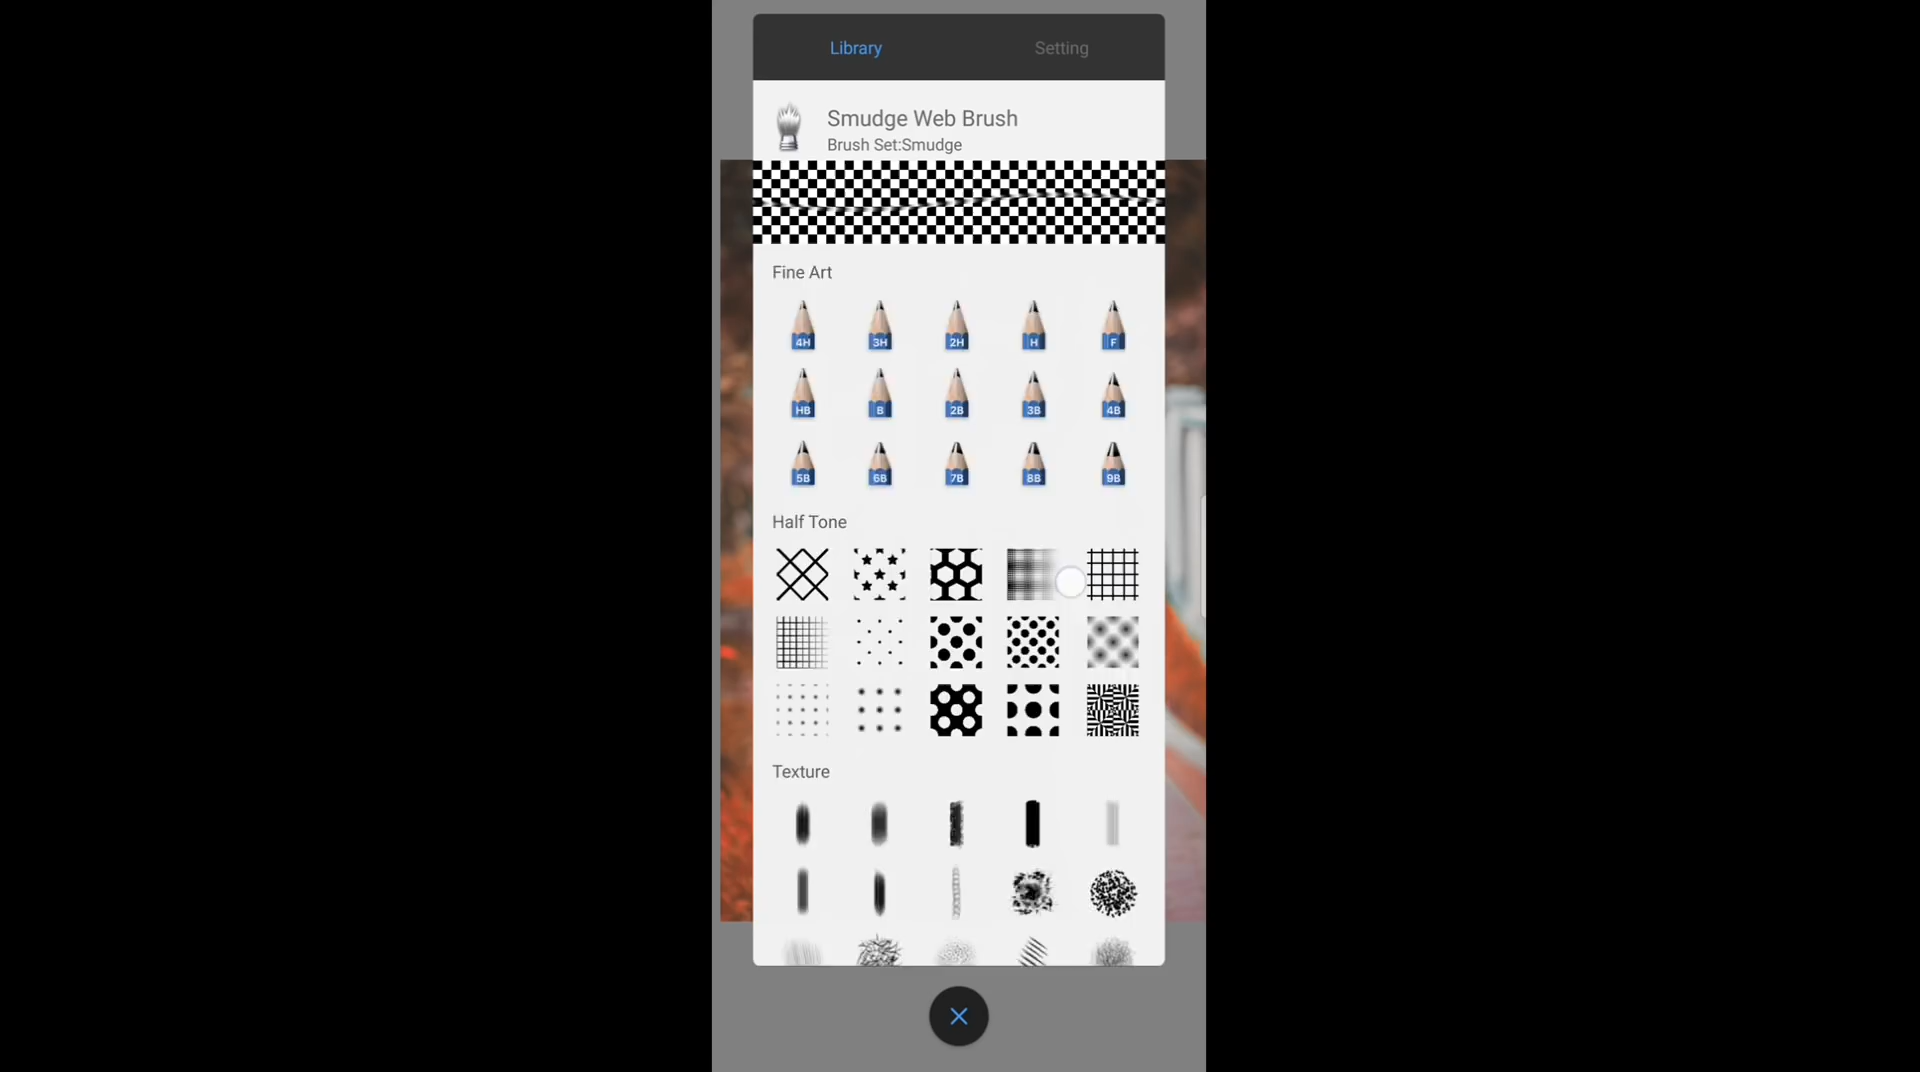 Library Setting
Smudge Web Brush
Brush Set:Smudge
Fine Art
4H 3H 2H H F
HB B 2B 3B 4B
5B 6B 7B 8B 9B
Half Tone
Texture